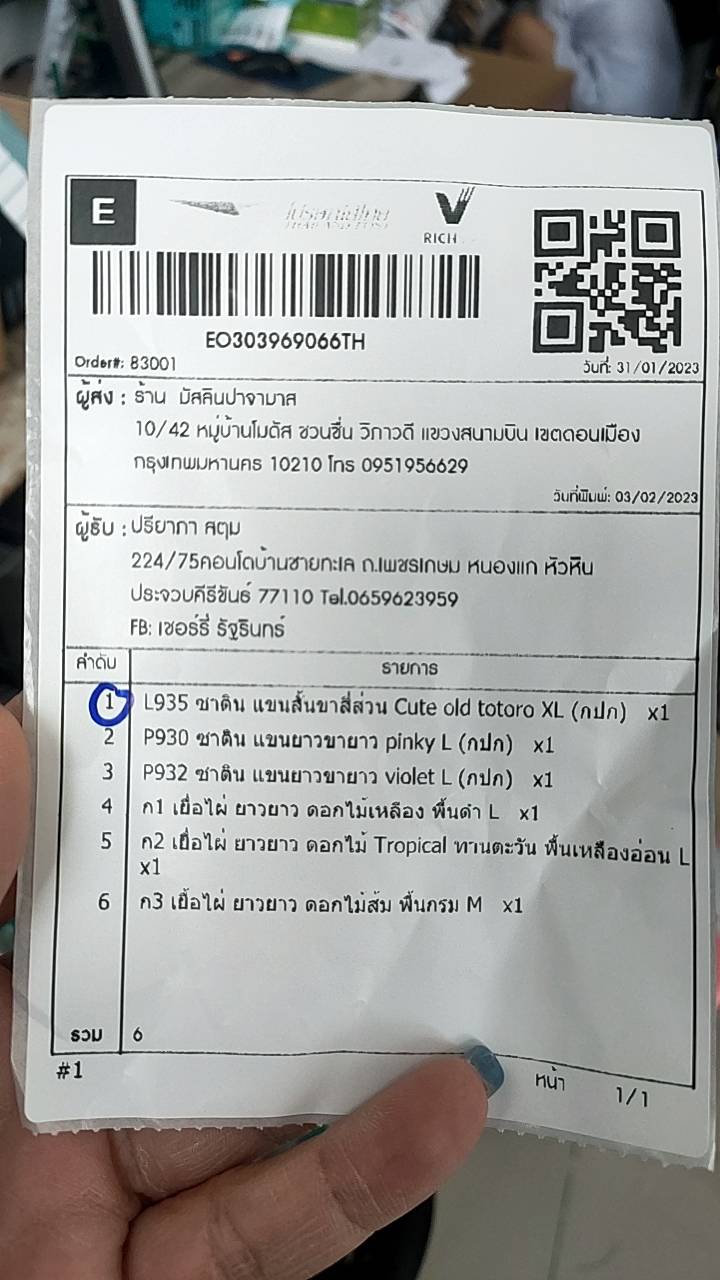 E
ไปรษณีย์ไทย
THAILAND POST
RICH
EO303969066TH
Order#: 83001
วันที่: 31/01/2023
ผู้ส่ง : ร้าน มัสลินปาจามาส
10/42 หมู่บ้านโมดัส ชวนชื่น วิภาวดี แขวงสนามบิน เขตดอนเมือง
กรุงเทพมหานคร 10210 โทร 0951956629
วันที่พิมพ์: 03/02/2023
ผู้รับ : ปรียาภา สตุม
224/75คอนโดบ้านชายทะเล ถ.เพชรเกษม หนองแก หัวหิน
ประจวบคีรีขันธ์ 77110 Tel.0659623959
FB: เชอร์รี่ รัฐรินทร์
ลำดับ รายการ
1 L935 ซาติน แขนสั้นขาสี่ส่วน Cute old totoro XL (กปก) x1
2 P930 ซาติน แขนยาวขายาว pinky L (กปก) x1
3 P932 ซาติน แขนยาวขายาว violet L (กปก) x1
4 ก1 เยื่อไผ่ ยาวยาว ดอกไม้เหลือง พื้นดำ L x1
5 ก2 เยื่อไผ่ ยาวยาว ดอกไม้ Tropical ทานตะวัน พื้นเหลืองอ่อน L
x1
6 ก3 เยื่อไผ่ ยาวยาว ดอกไม้ส้ม พื้นกรม M x1
รวม 6
#1 หน้า 1/1